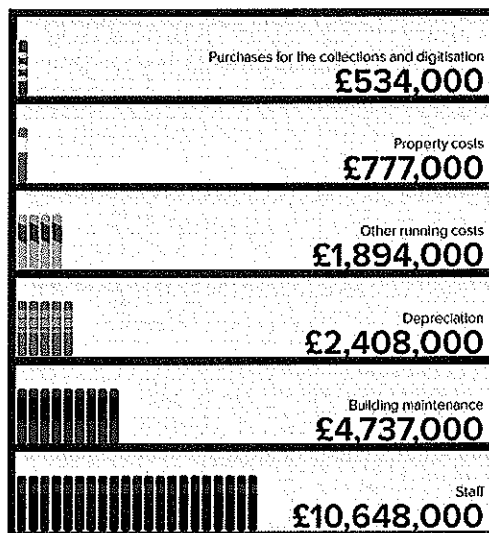 Purchases for the collections and digitisation
£534,000
Property costs
£777,000
Other running costs
£1,894,000
Depreciation
£2,408,000
Building maintenance
£4,737,000
Staff
£10,648,000